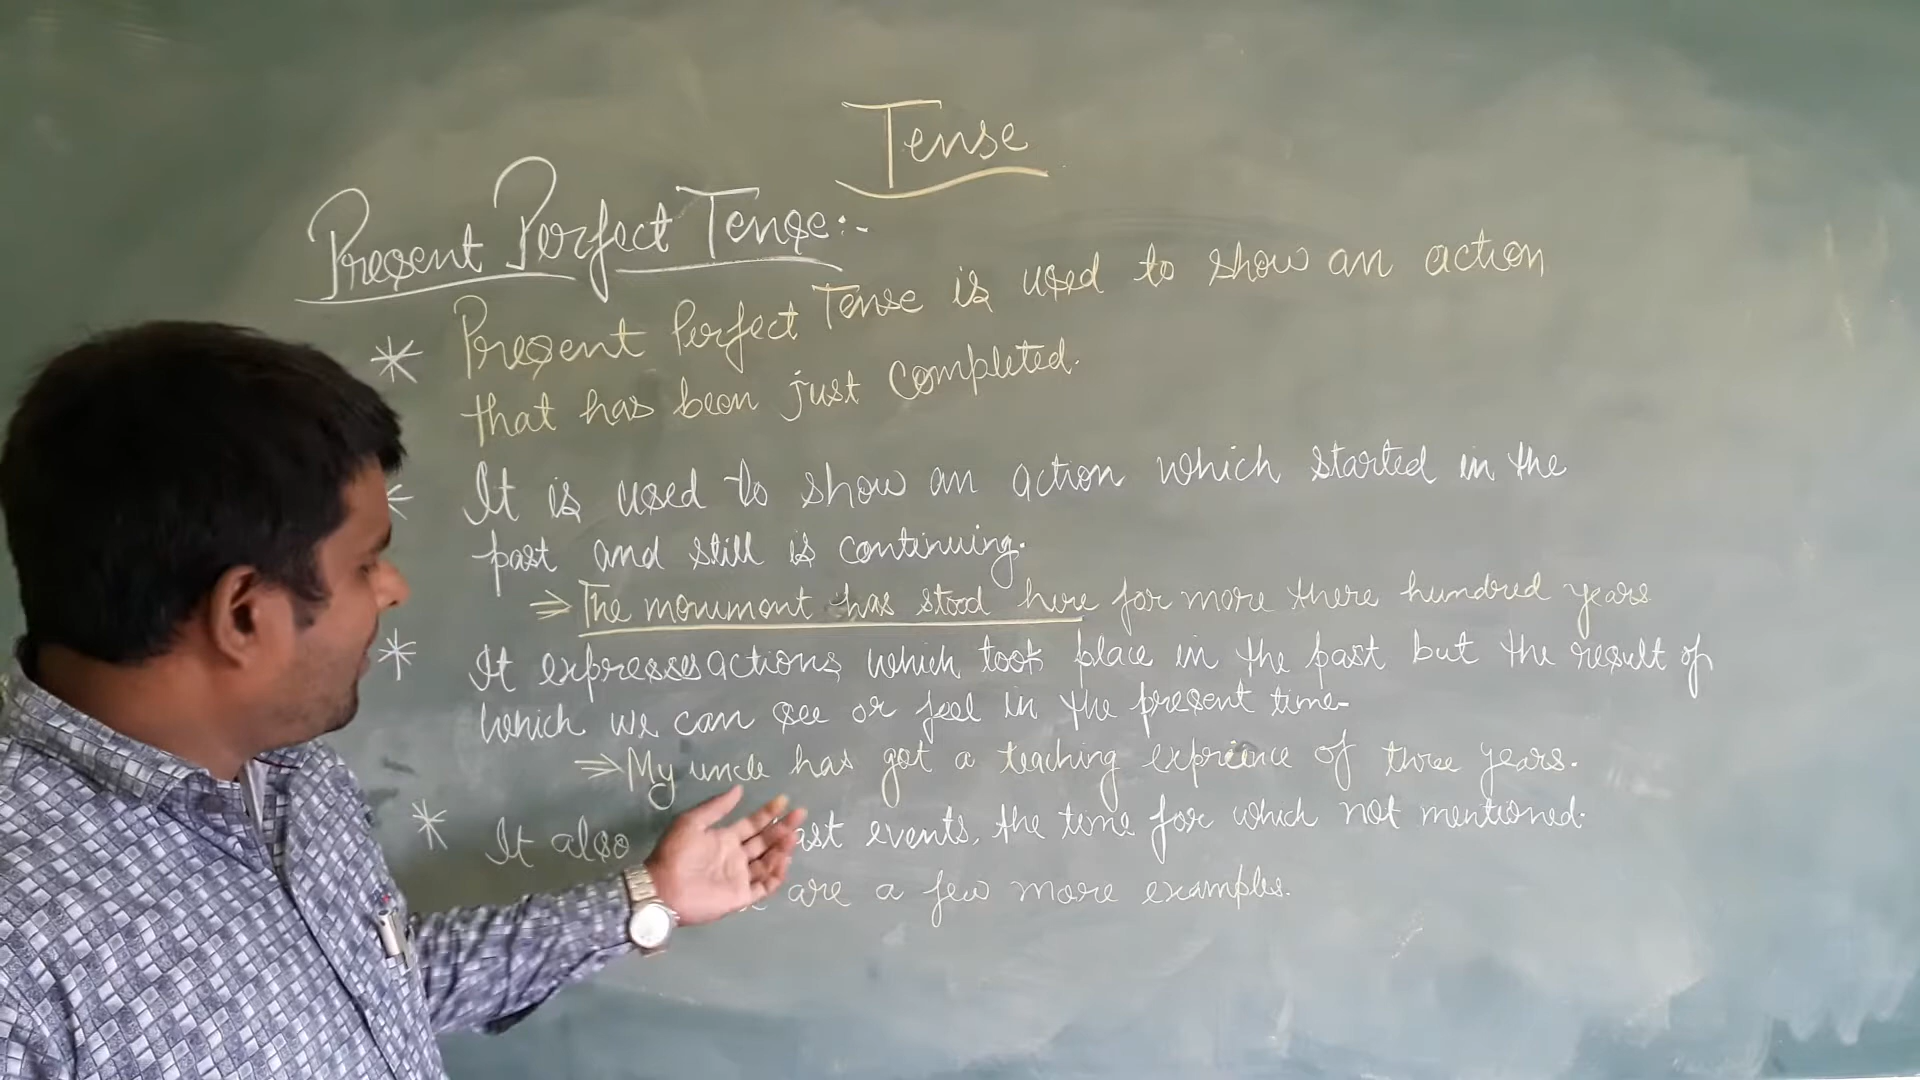 Tense
Present Perfect Tense:-
* Present Perfect Tense is used to show an action
that has been just completed.
* It is used to show an action which started in the
past and still is continuing.
⇒ The monument has stood here for more there hundred years
* It expresses actions which took place in the past but the result of
which we can see or feel in the present time-
⇒ My uncle has got a teaching exprience of three years.
* It also events, the time for which not mentioned.
are a few more examples.